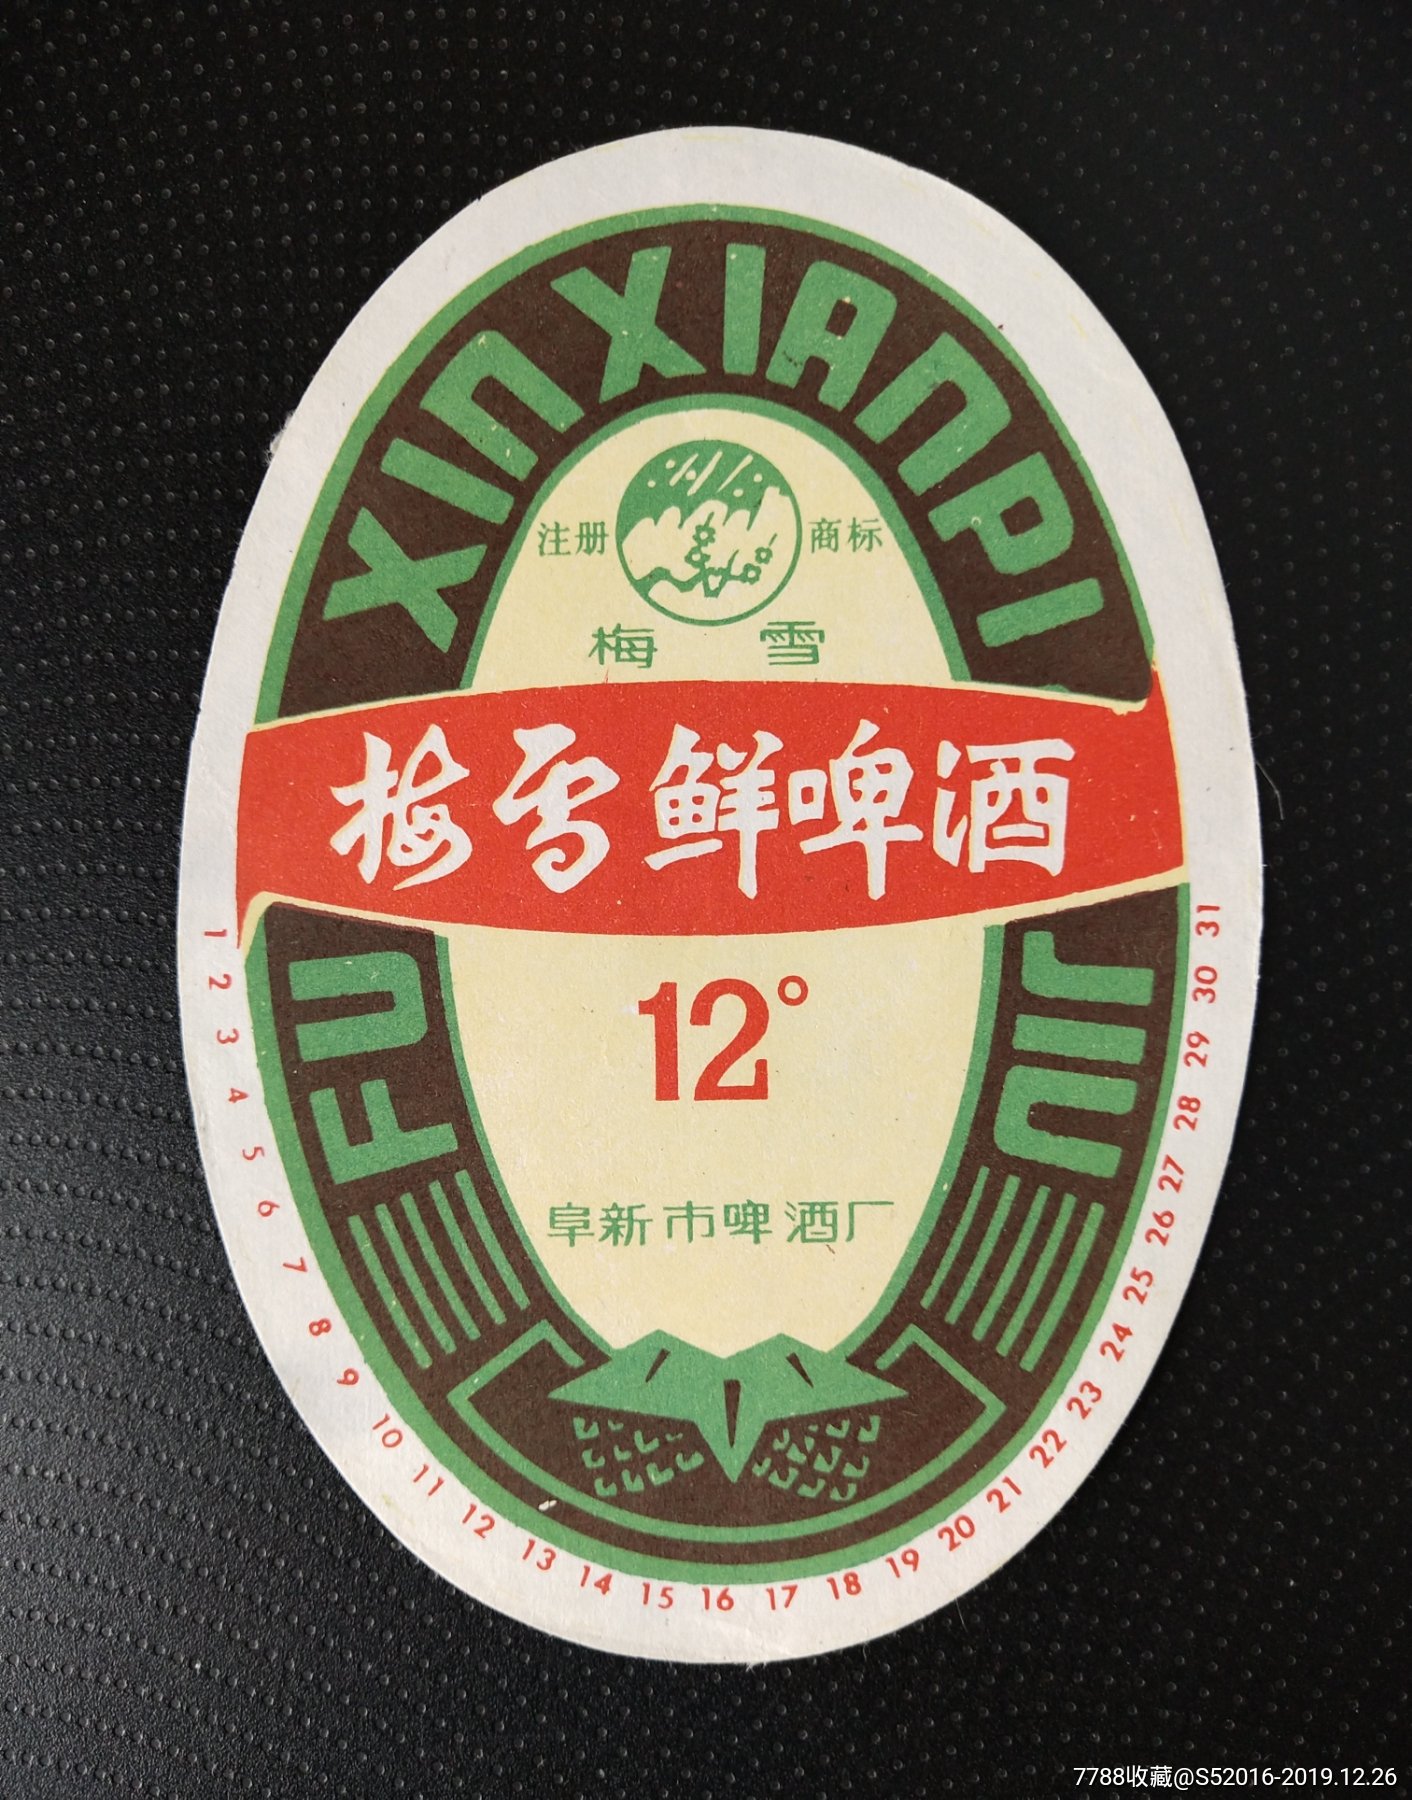 FUXIN XIANPIJIU
注册 商标
梅 雪
梅雪鲜啤酒
12°
阜新市啤酒厂
1 2 3 4 5 6 7 8 9 10 11 12 13 14 15 16 17 18 19 20 21 22 23 24 25 26 27 28 29 30 31
7788收藏@S52016-2019.12.26